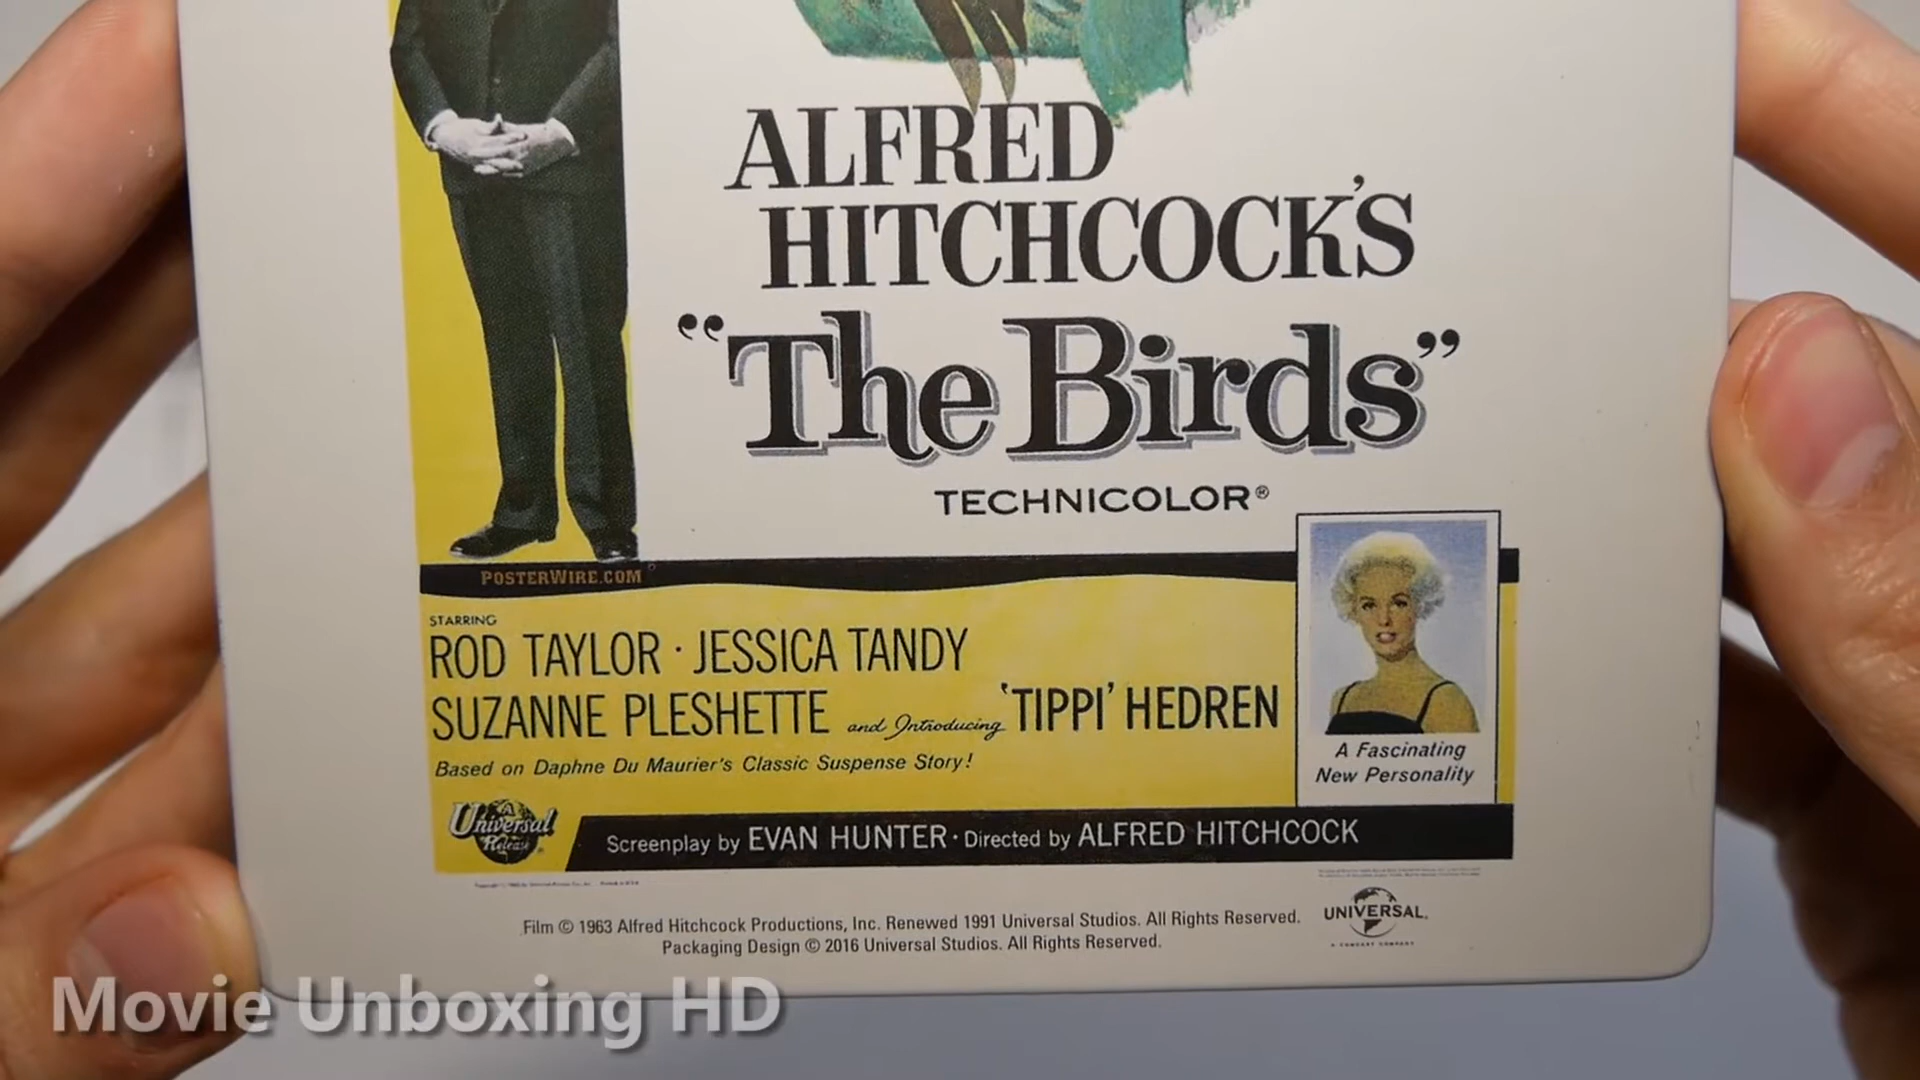 ALFRED
HITCHCOCK'S
"The Birds"
TECHNICOLOR®
POSTERWIRE.COM
STARRING
ROD TAYLOR · JESSICA TANDY
SUZANNE PLESHETTE and Introducing 'TIPPI' HEDREN
Based on Daphne Du Maurier's Classic Suspense Story!
A Fascinating
New Personality
A
Universal
Release
Screenplay by EVAN HUNTER · Directed by ALFRED HITCHCOCK
Film © 1963 Alfred Hitchcock Productions, Inc. Renewed 1991 Universal Studios. All Rights Reserved.
Packaging Design © 2016 Universal Studios. All Rights Reserved.
UNIVERSAL
A COMCAST COMPANY
Movie Unboxing HD